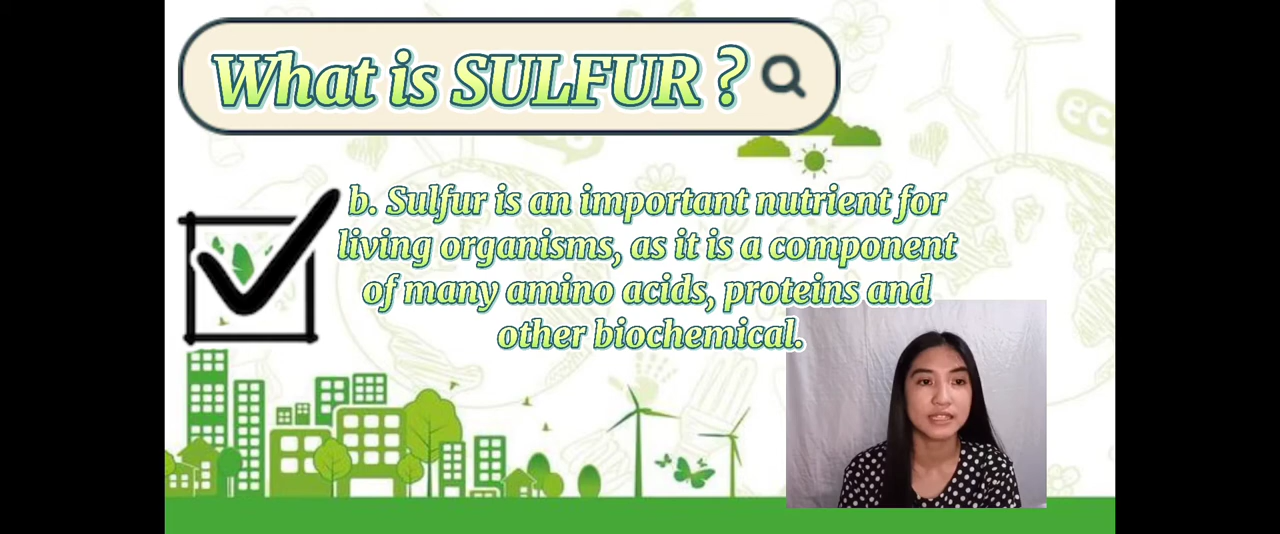 What is SULFUR ?
ec
b. Sulfur is an important nutrient for
living organisms, as it is a component
of many amino acids, proteins and
other biochemical.